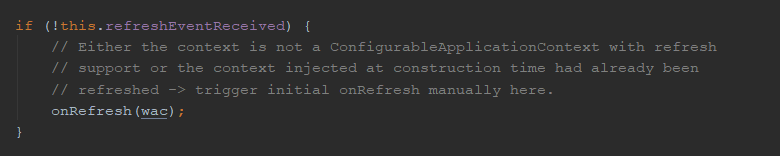 if (!this.refreshEventReceived) {
// Either the context is not a ConfigurableApplicationContext with refresh
// support or the context injected at construction time had already been
// refreshed -> trigger initial onRefresh manually here.
onRefresh(wac);
}